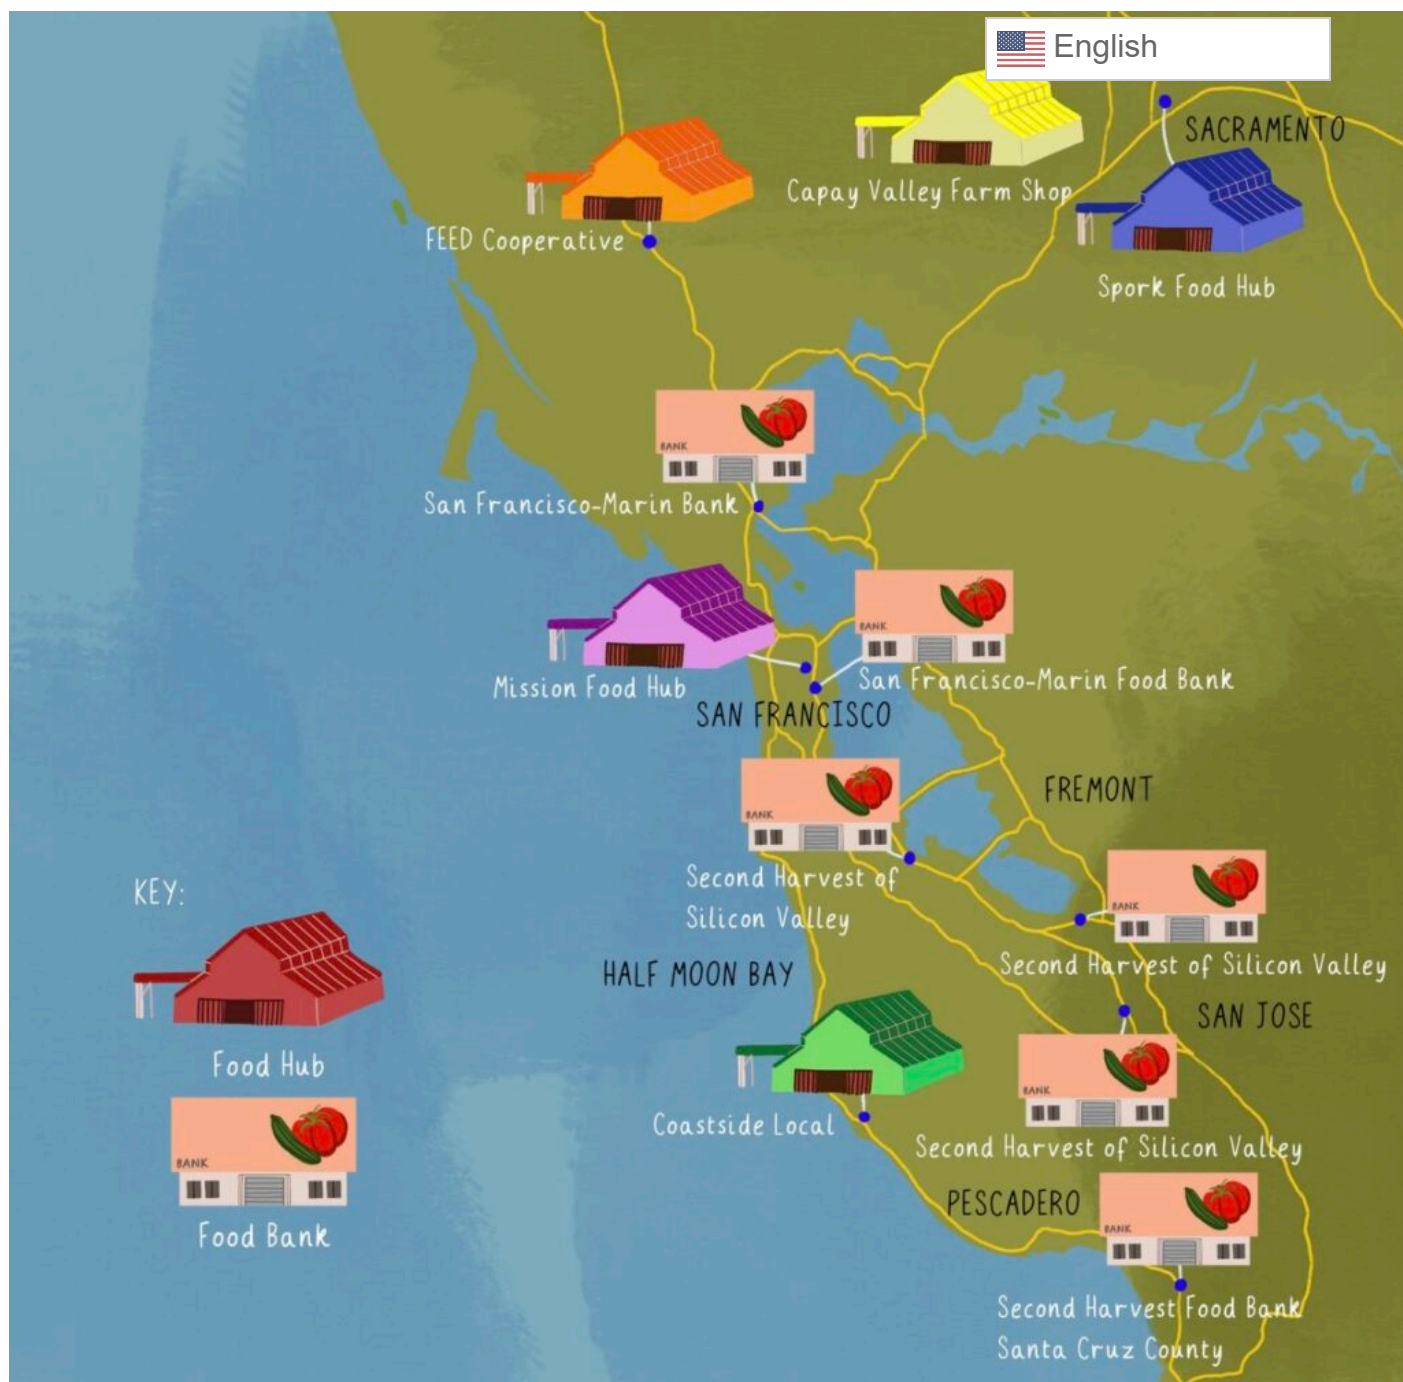 English
SACRAMENTO
Capay Valley Farm Shop
FEED Cooperative
Spork Food Hub
BANK
San Francisco-Marin Bank
BANK
Mission Food Hub
San Francisco-Marin Food Bank
SAN FRANCISCO
FREMONT
BANK
Second Harvest of
Silicon Valley
KEY:
BANK
Second Harvest of Silicon Valley
HALF MOON BAY
SAN JOSE
Food Hub
BANK
Coastside Local
Second Harvest of Silicon Valley
BANK
Food Bank
PESCADERO
BANK
Second Harvest Food Bank
Santa Cruz County